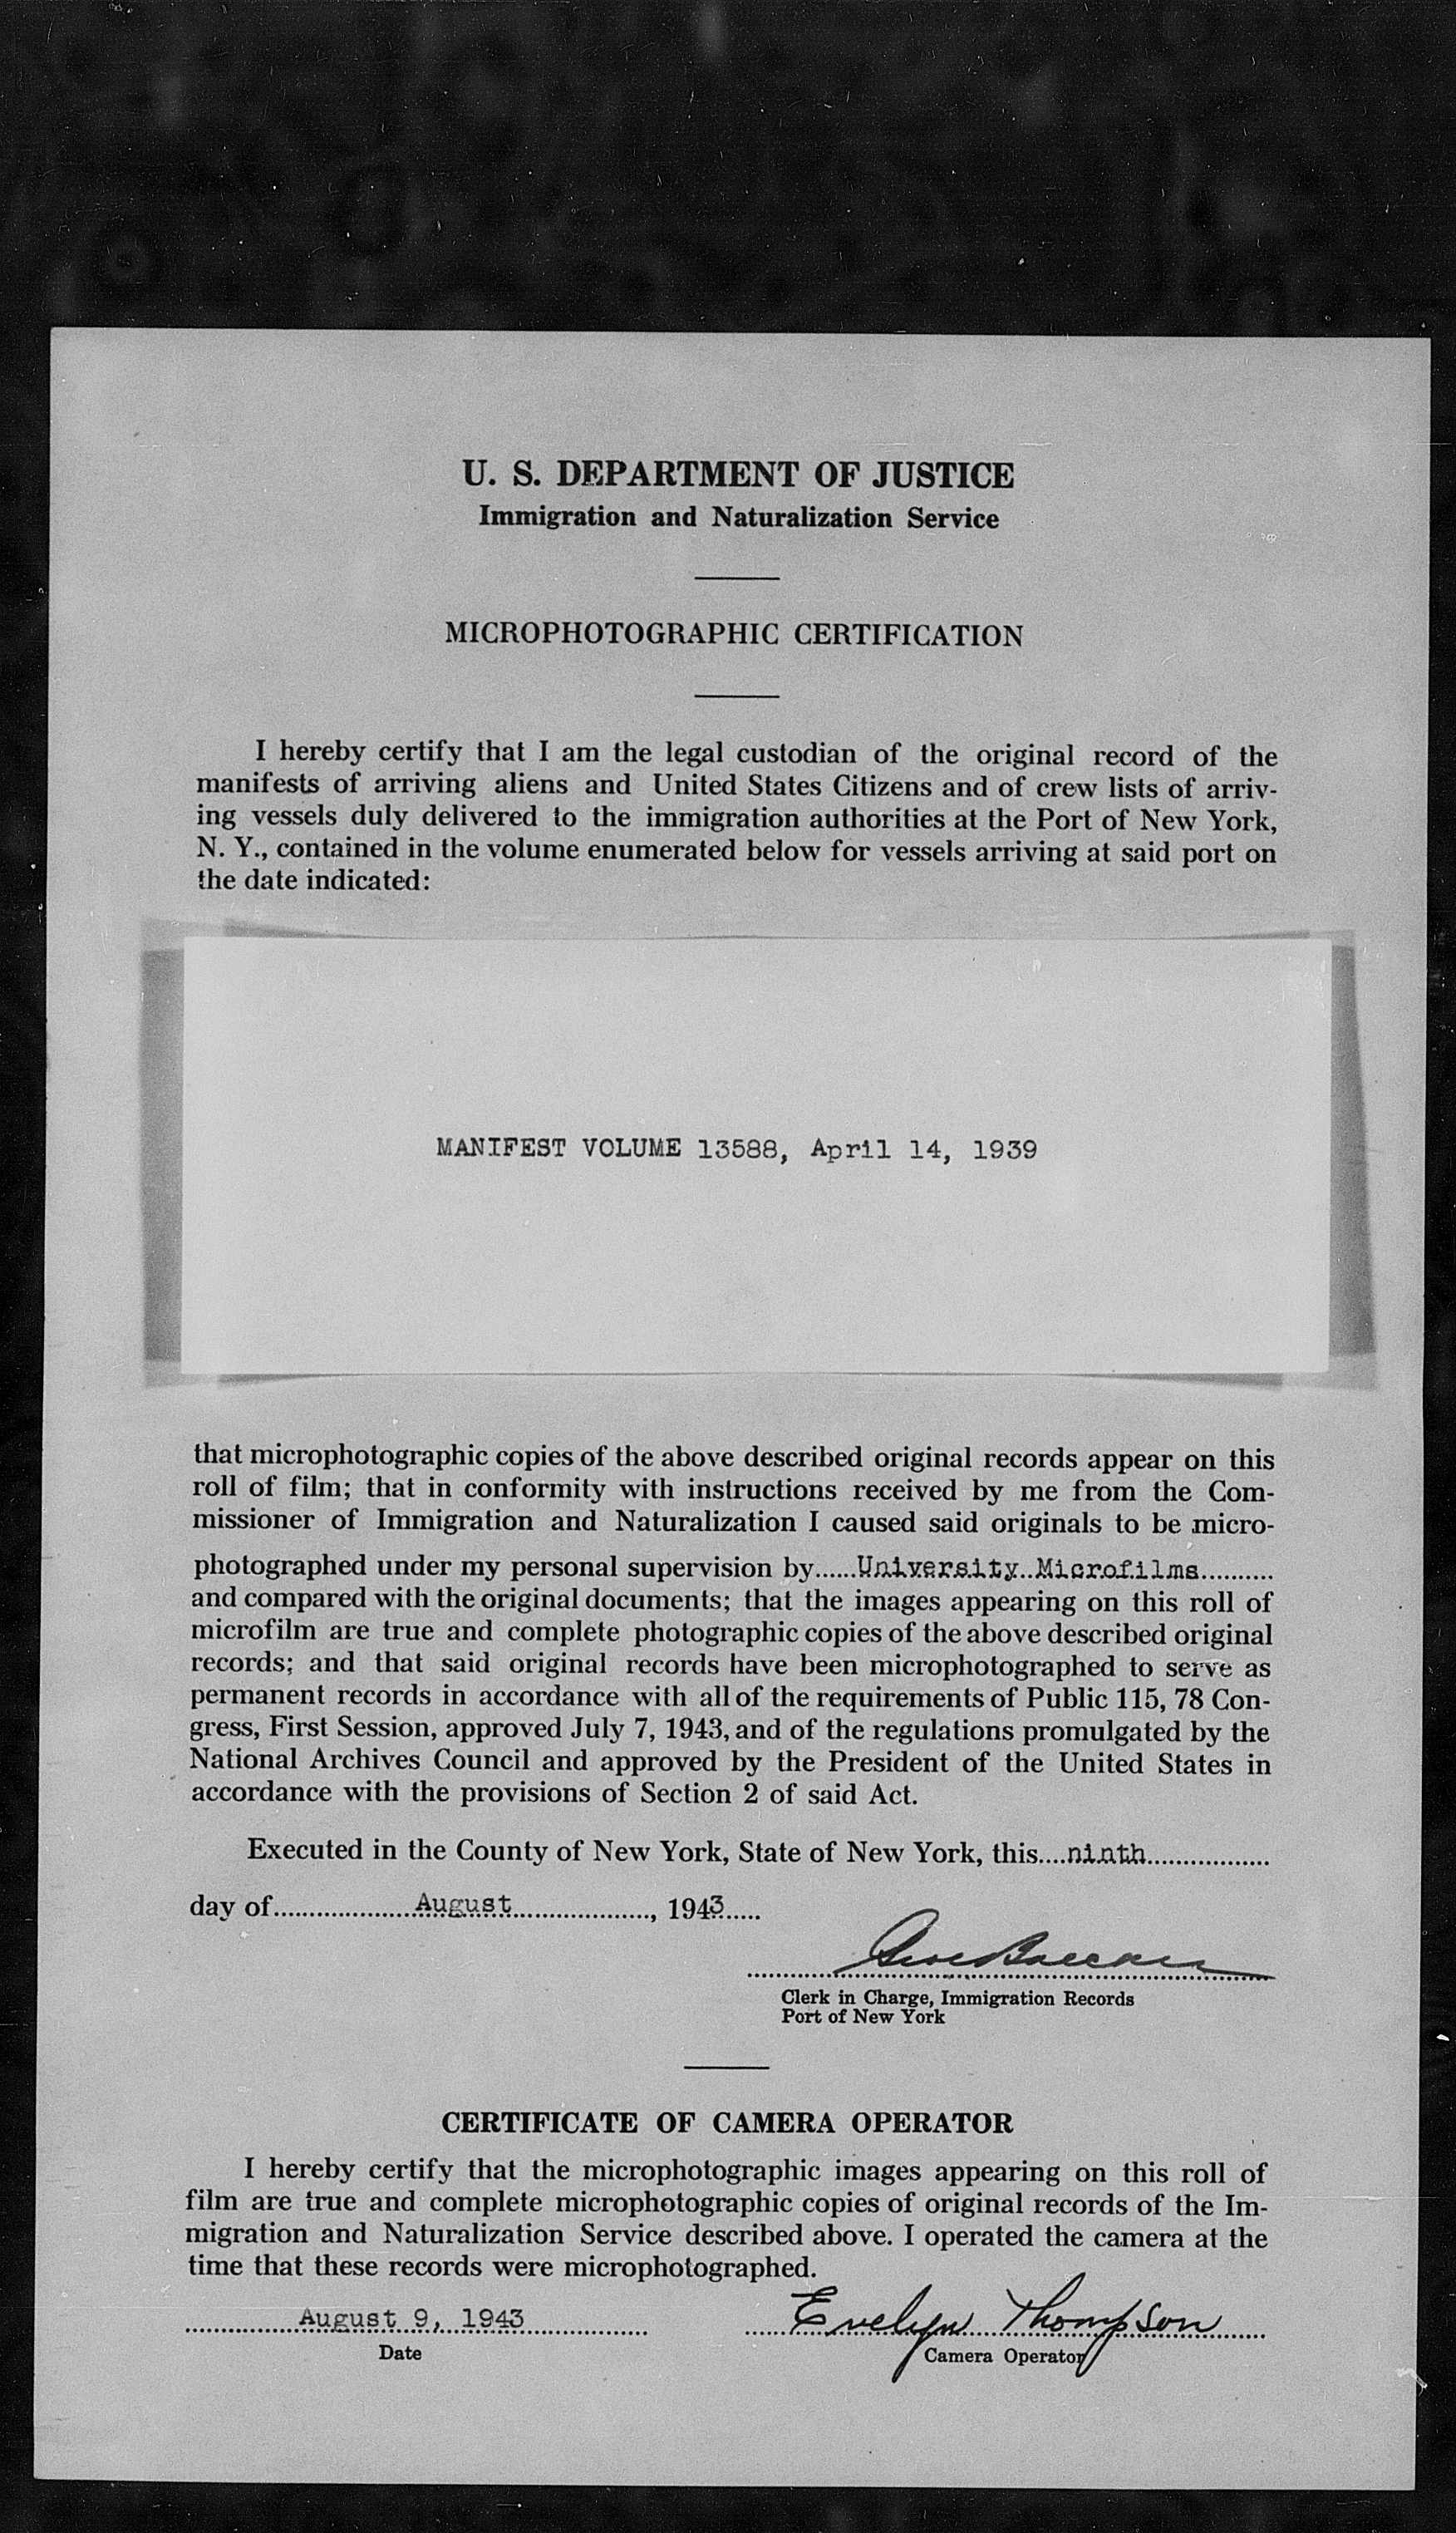 U. S. DEPARTMENT OF JUSTICE
Immigration and Naturalization Service
MICROPHOTOGRAPHIC CERTIFICATION
I hereby certify that I am the legal custodian of the original record of the
manifests of arriving aliens and United States Citizens and of crew lists of arriv-
ing vessels duly delivered to the immigration authorities at the Port of New York,
N. Y., contained in the volume enumerated below for vessels arriving at said port on
the date indicated:
MANIFEST VOLUME 13588, April 14, 1939
that microphotographic copies of the above described original records appear on this
roll of film; that in conformity with instructions received by me from the Com-
missioner of Immigration and Naturalization I caused said originals to be micro-
photographed under my personal supervision by......University Microfilms..........
and compared with the original documents; that the images appearing on this roll of
microfilm are true and complete photographic copies of the above described original
records; and that said original records have been microphotographed to serve as
permanent records in accordance with all of the requirements of Public 115, 78 Con-
gress, First Session, approved July 7, 1943, and of the regulations promulgated by the
National Archives Council and approved by the President of the United States in
accordance with the provisions of Section 2 of said Act.
Executed in the County of New York, State of New York, this....ninth.................
day of....................August...................., 1943.....
Clerk in Charge, Immigration Records
Port of New York
CERTIFICATE OF CAMERA OPERATOR
I hereby certify that the microphotographic images appearing on this roll of
film are true and complete microphotographic copies of original records of the Im-
migration and Naturalization Service described above. I operated the camera at the
time that these records were microphotographed.
August 9, 1943 Evelyn Thompson
Date Camera Operator